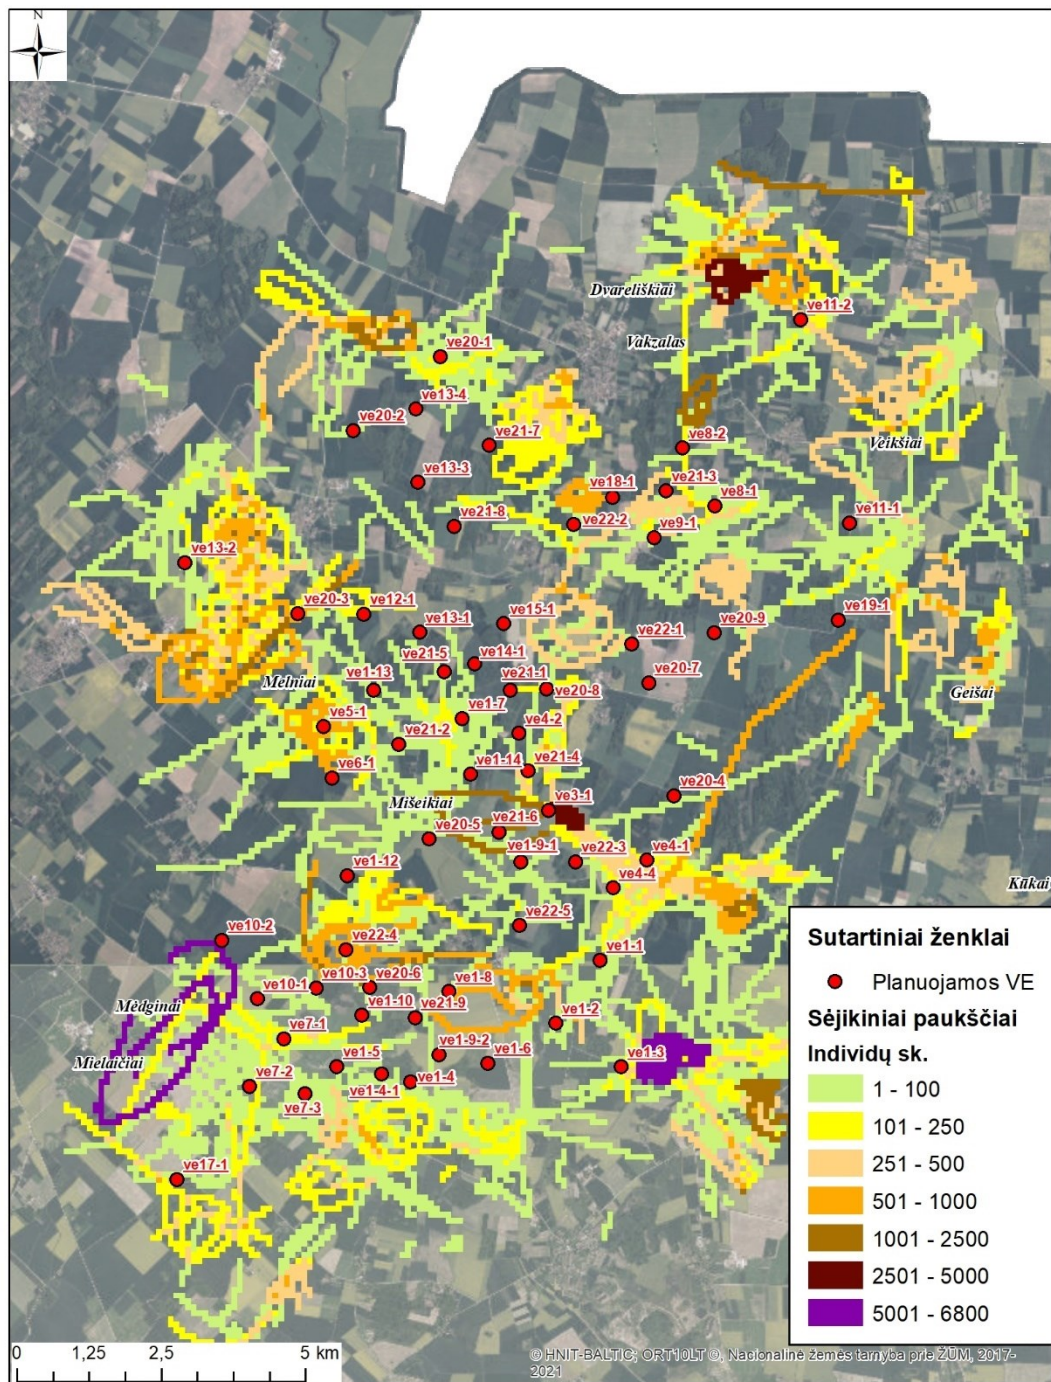 N
Dvareliškiai
ve11-2
Vakzalas
ve20-1
ve13-4
ve20-2
ve21-7
ve8-2
Veikšiai
ve13-3
ve18-1
ve21-3
ve8-1
ve21-8
ve22-2
ve9-1
ve11-1
ve13-2
ve20-3
ve12-1
ve13-1
ve15-1
ve22-1
ve20-9
ve19-1
ve21-5
ve14-1
Melniai
ve1-13
ve21-1
ve20-8
ve20-7
Geišai
ve5-1
ve1-7
ve21-2
ve4-2
ve6-1
ve1-14
ve21-4
ve20-4
Mišeikiai
ve3-1
ve20-5
ve21-6
ve1-9-1
ve22-3
ve4-1
ve1-12
ve4-4
Kūkai
ve10-2
ve22-4
ve22-5
ve1-1
ve10-1
ve10-3
ve20-6
ve1-8
Mėdginai
ve1-10
ve21-9
ve1-2
ve7-1
Mielaičiai
ve1-9-2
ve1-6
ve1-3
ve1-5
ve7-2
ve1-4-1
ve1-4
ve7-3
ve17-1
Sutartiniai ženklai
Planuojamos VE
Sėjikiniai paukščiai
Individų sk.
1 - 100
101 - 250
251 - 500
501 - 1000
1001 - 2500
2501 - 5000
5001 - 6800
0 1,25 2,5 5 km
© HNIT-BALTIC; ORT10LT ©, Nacionalinė žemės tarnyba prie ŽŪM, 2017-
2021